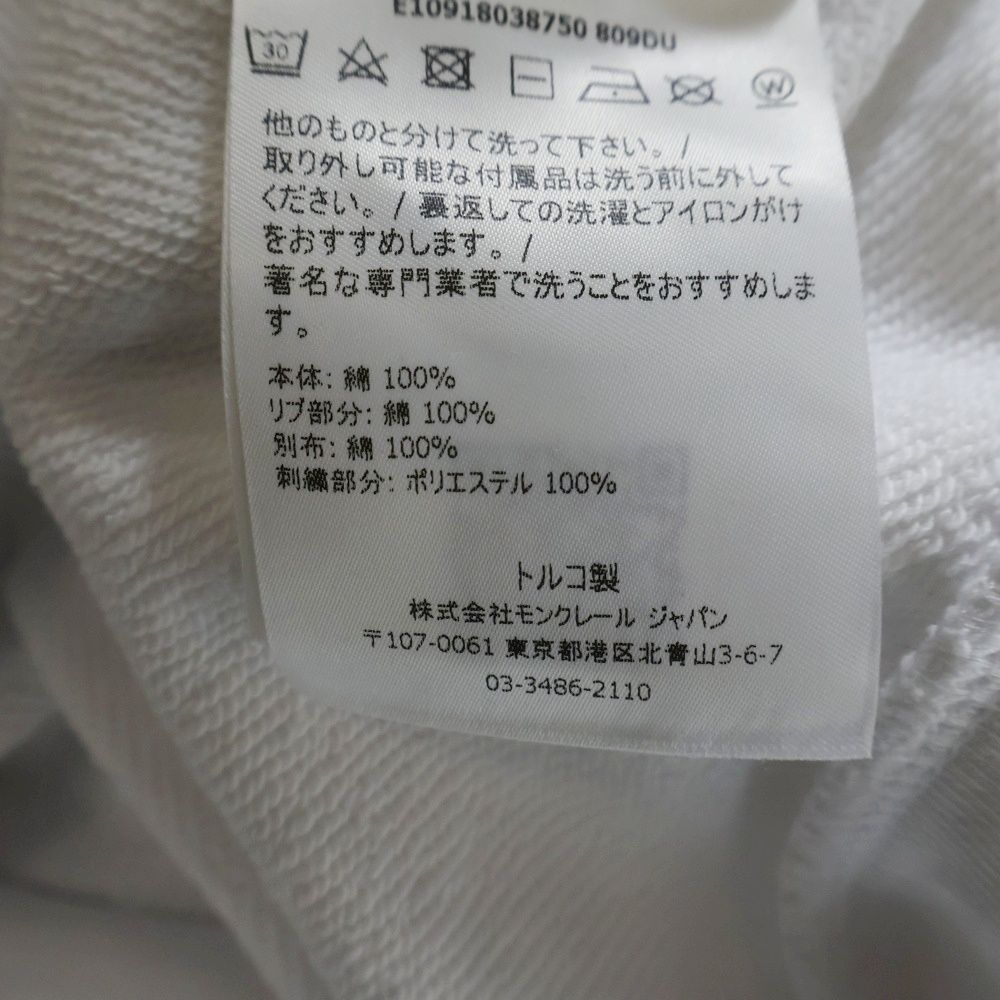 E10918038750 809DU
30
W
他のものと分けて洗って下さい。/
取り外し可能な付属品は洗う前に外して
ください。/ 裏返しての洗濯とアイロンがけ
をおすすめします。/
著名な専門業者で洗うことをおすすめしま
す。
本体: 綿 100%
リブ部分: 綿 100%
別布: 綿 100%
刺繍部分: ポリエステル 100%
トルコ製
株式会社モンクレール ジャパン
〒107-0061 東京都港区北青山3-6-7
03-3486-2110